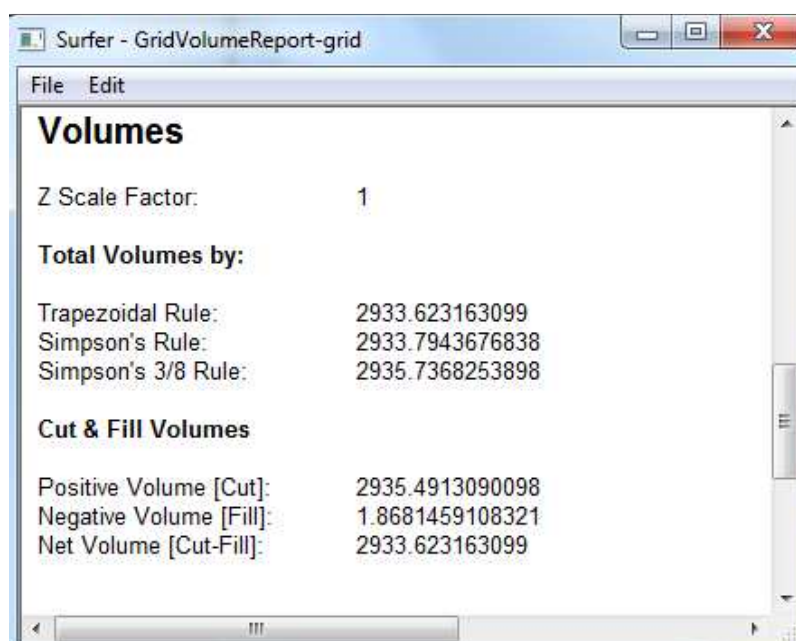 Surfer - GridVolumeReport-grid
File Edit
Volumes
Z Scale Factor: 1
Total Volumes by:
Trapezoidal Rule: 2933.623163099
Simpson's Rule: 2933.7943676838
Simpson's 3/8 Rule: 2935.7368253898
Cut & Fill Volumes
Positive Volume [Cut]: 2935.4913090098
Negative Volume [Fill]: 1.8681459108321
Net Volume [Cut-Fill]: 2933.623163099